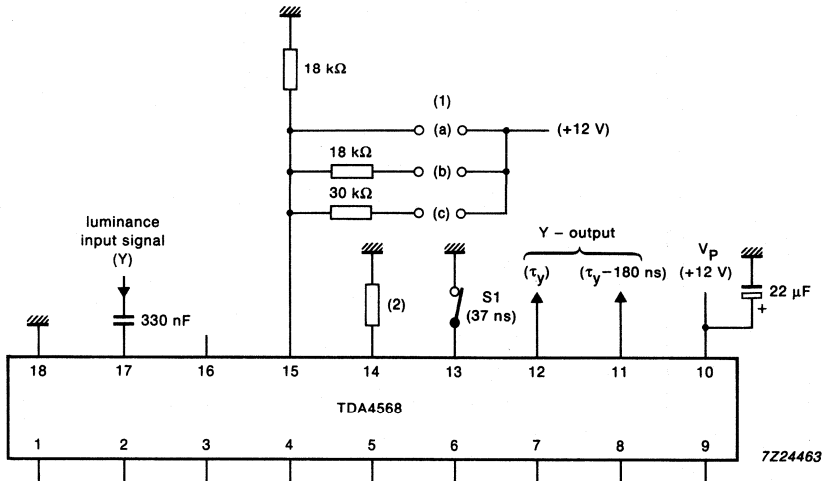 18 kΩ
(1)
(a)
(+12 V)
18 kΩ
(b)
30 kΩ
(c)
luminance
input signal
(Y)
330 nF
(2)
S1
(37 ns)
Y – output
(τy)
(τy–180 ns)
VP
(+12 V)
22 μF
+
18 17 16 15 14 13 12 11 10
TDA4568
1 2 3 4 5 6 7 8 9
7Z24463